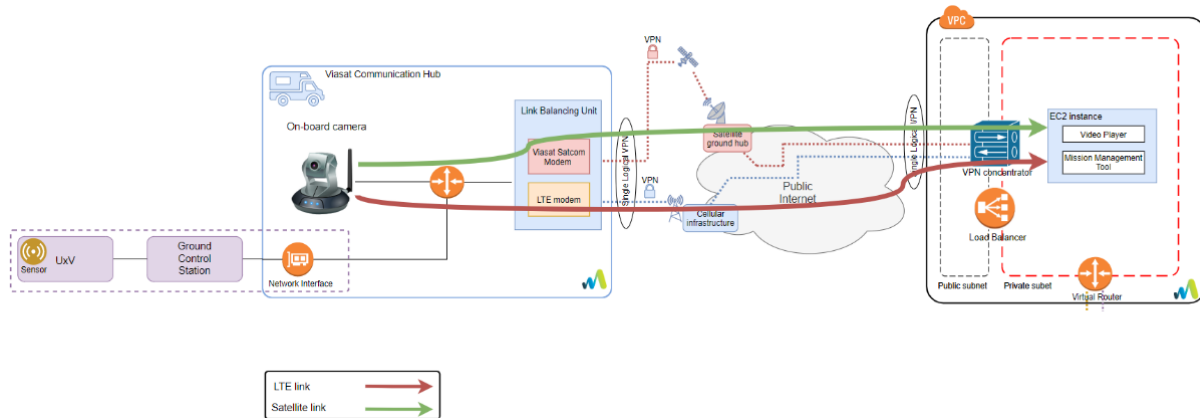 VPC
VPN
Viasat Communication Hub
Link Balancing Unit
On-board camera
Viasat Satcom
Modem
LTE modem
Single Logical VPN
VPN
Satellite
ground hub
Cellular
infrastructure
Public
Internet
Single Logical VPN
EC2 Instance
Video Player
Mission Management
Tool
VPN concentrator
Load Balancer
Public subnet
Private subet
Virtual Router
Sensor
UxV
Ground
Control
Station
Network Interface
LTE link
Satellite link